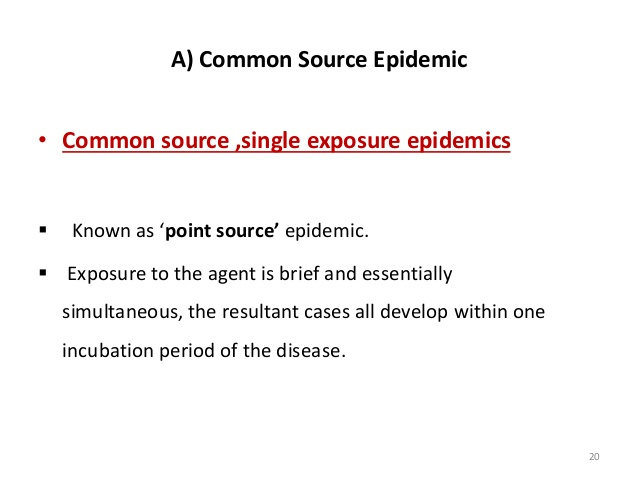 A) Common Source Epidemic
• Common source ,single exposure epidemics
▪ Known as ‘point source’ epidemic.
▪ Exposure to the agent is brief and essentially
simultaneous, the resultant cases all develop within one
incubation period of the disease.
20